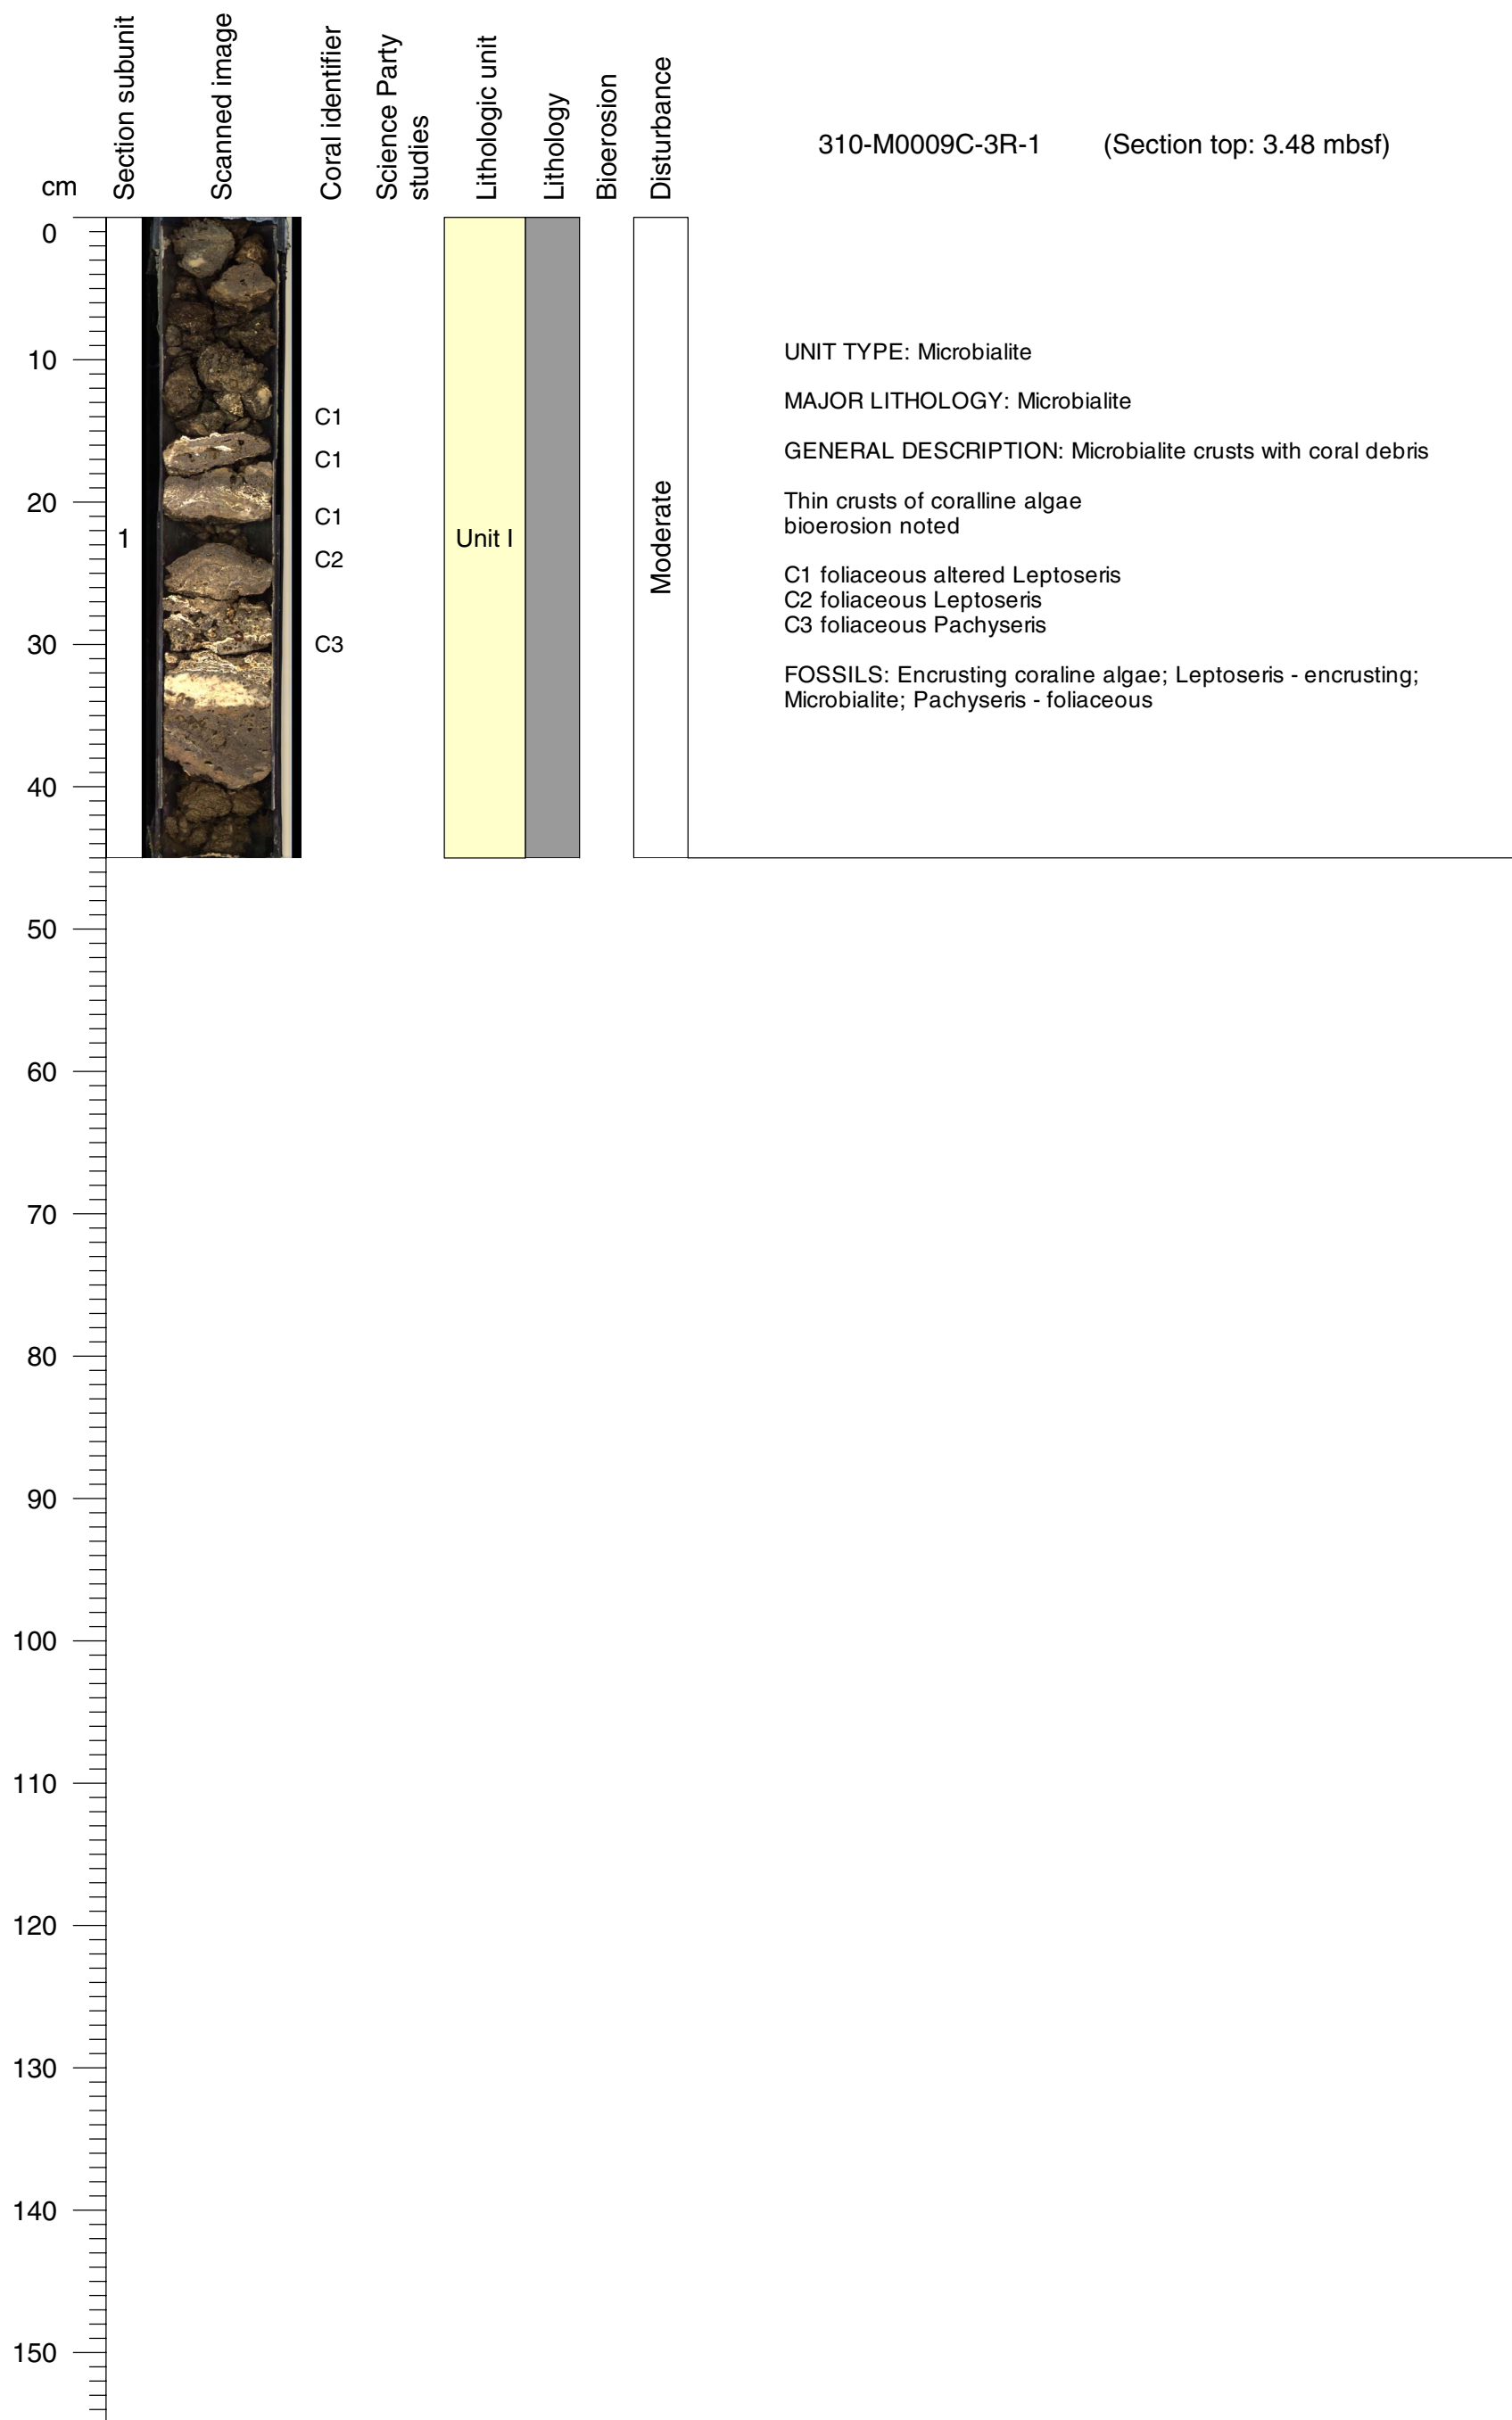 Section subunit
Scanned image
Coral identifier
Science Party
studies
Lithologic unit
Lithology
Bioerosion
Disturbance
310-M0009C-3R-1 (Section top: 3.48 mbsf)
cm
0
10
20
30
40
50
60
70
80
90
100
110
120
130
140
150
1
C1
C1
C1
C2
C3
Unit I
Moderate
UNIT TYPE: Microbialite
MAJOR LITHOLOGY: Microbialite
GENERAL DESCRIPTION: Microbialite crusts with coral debris
Thin crusts of coralline algae
bioerosion noted
C1 foliaceous altered Leptoseris
C2 foliaceous Leptoseris
C3 foliaceous Pachyseris
FOSSILS: Encrusting coraline algae; Leptoseris - encrusting;
Microbialite; Pachyseris - foliaceous